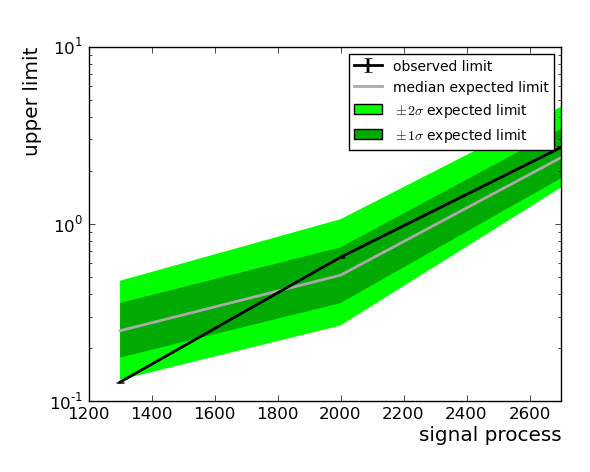 10^1
observed limit
median expected limit
±2σ expected limit
±1σ expected limit
upper limit
10^0
10^-1
1200 1400 1600 1800 2000 2200 2400 2600
signal process